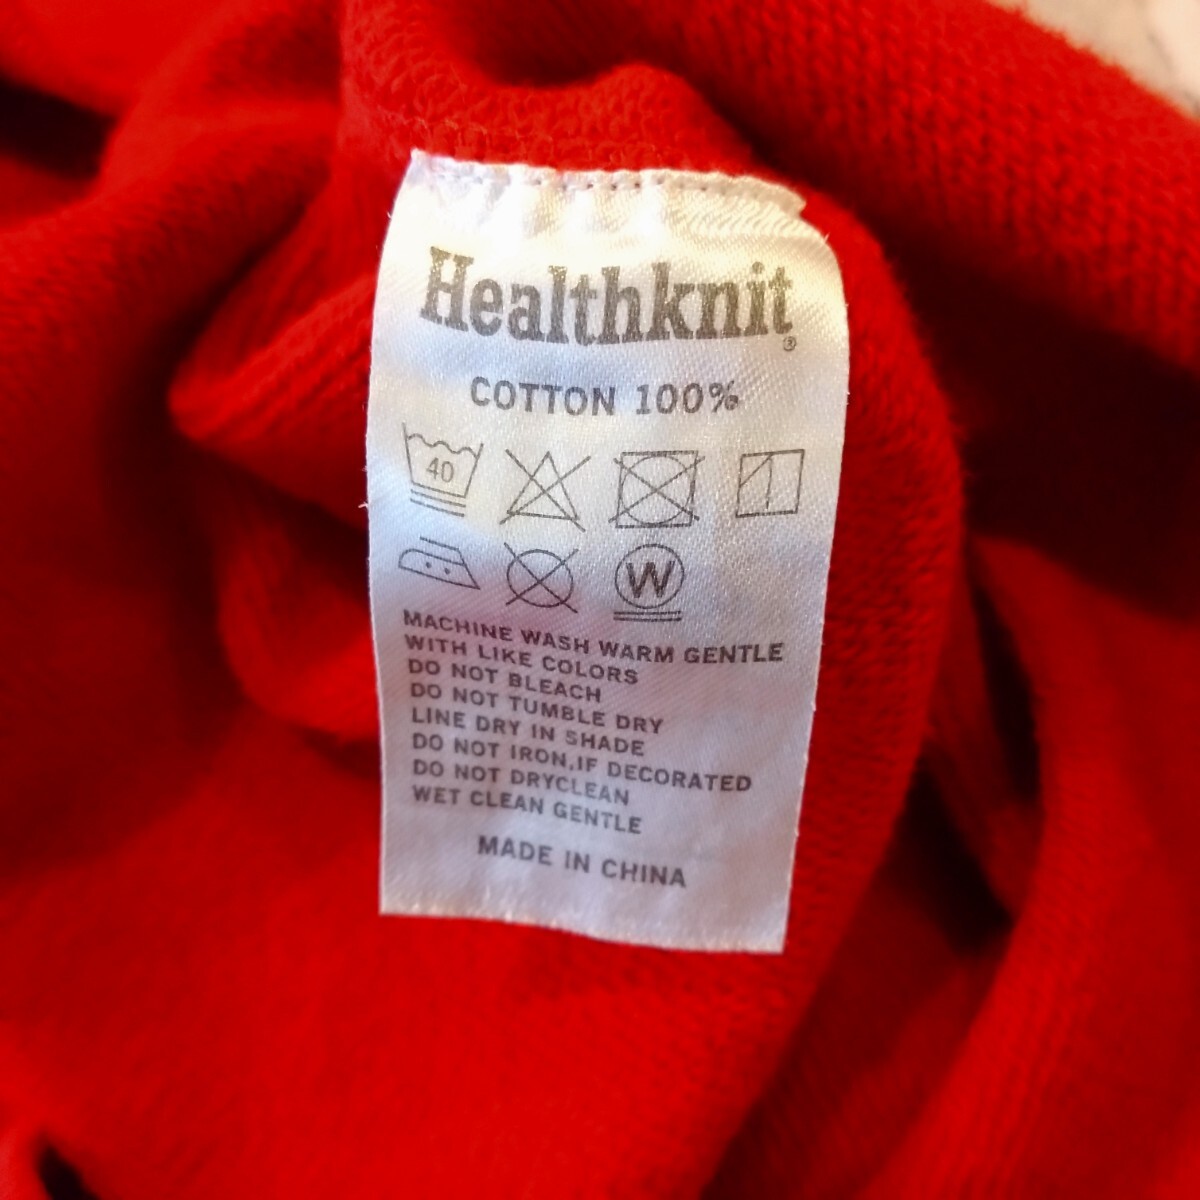 Healthknit®
COTTON 100%
40
W
MACHINE WASH WARM GENTLE
WITH LIKE COLORS
DO NOT BLEACH
DO NOT TUMBLE DRY
LINE DRY IN SHADE
DO NOT IRON,IF DECORATED
DO NOT DRYCLEAN
WET CLEAN GENTLE
MADE IN CHINA